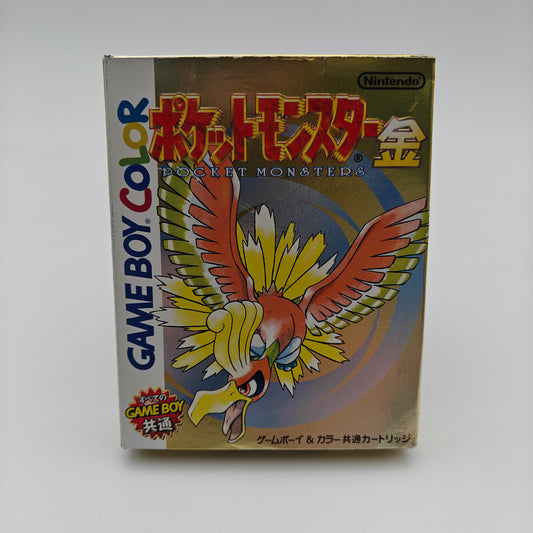 GAME BOY COLOR
Nintendo®
ポケットモンスター金
®
POCKET MONSTERS
すべての
GAME BOY
共通
ゲームボーイ & カラー共通カートリッジ